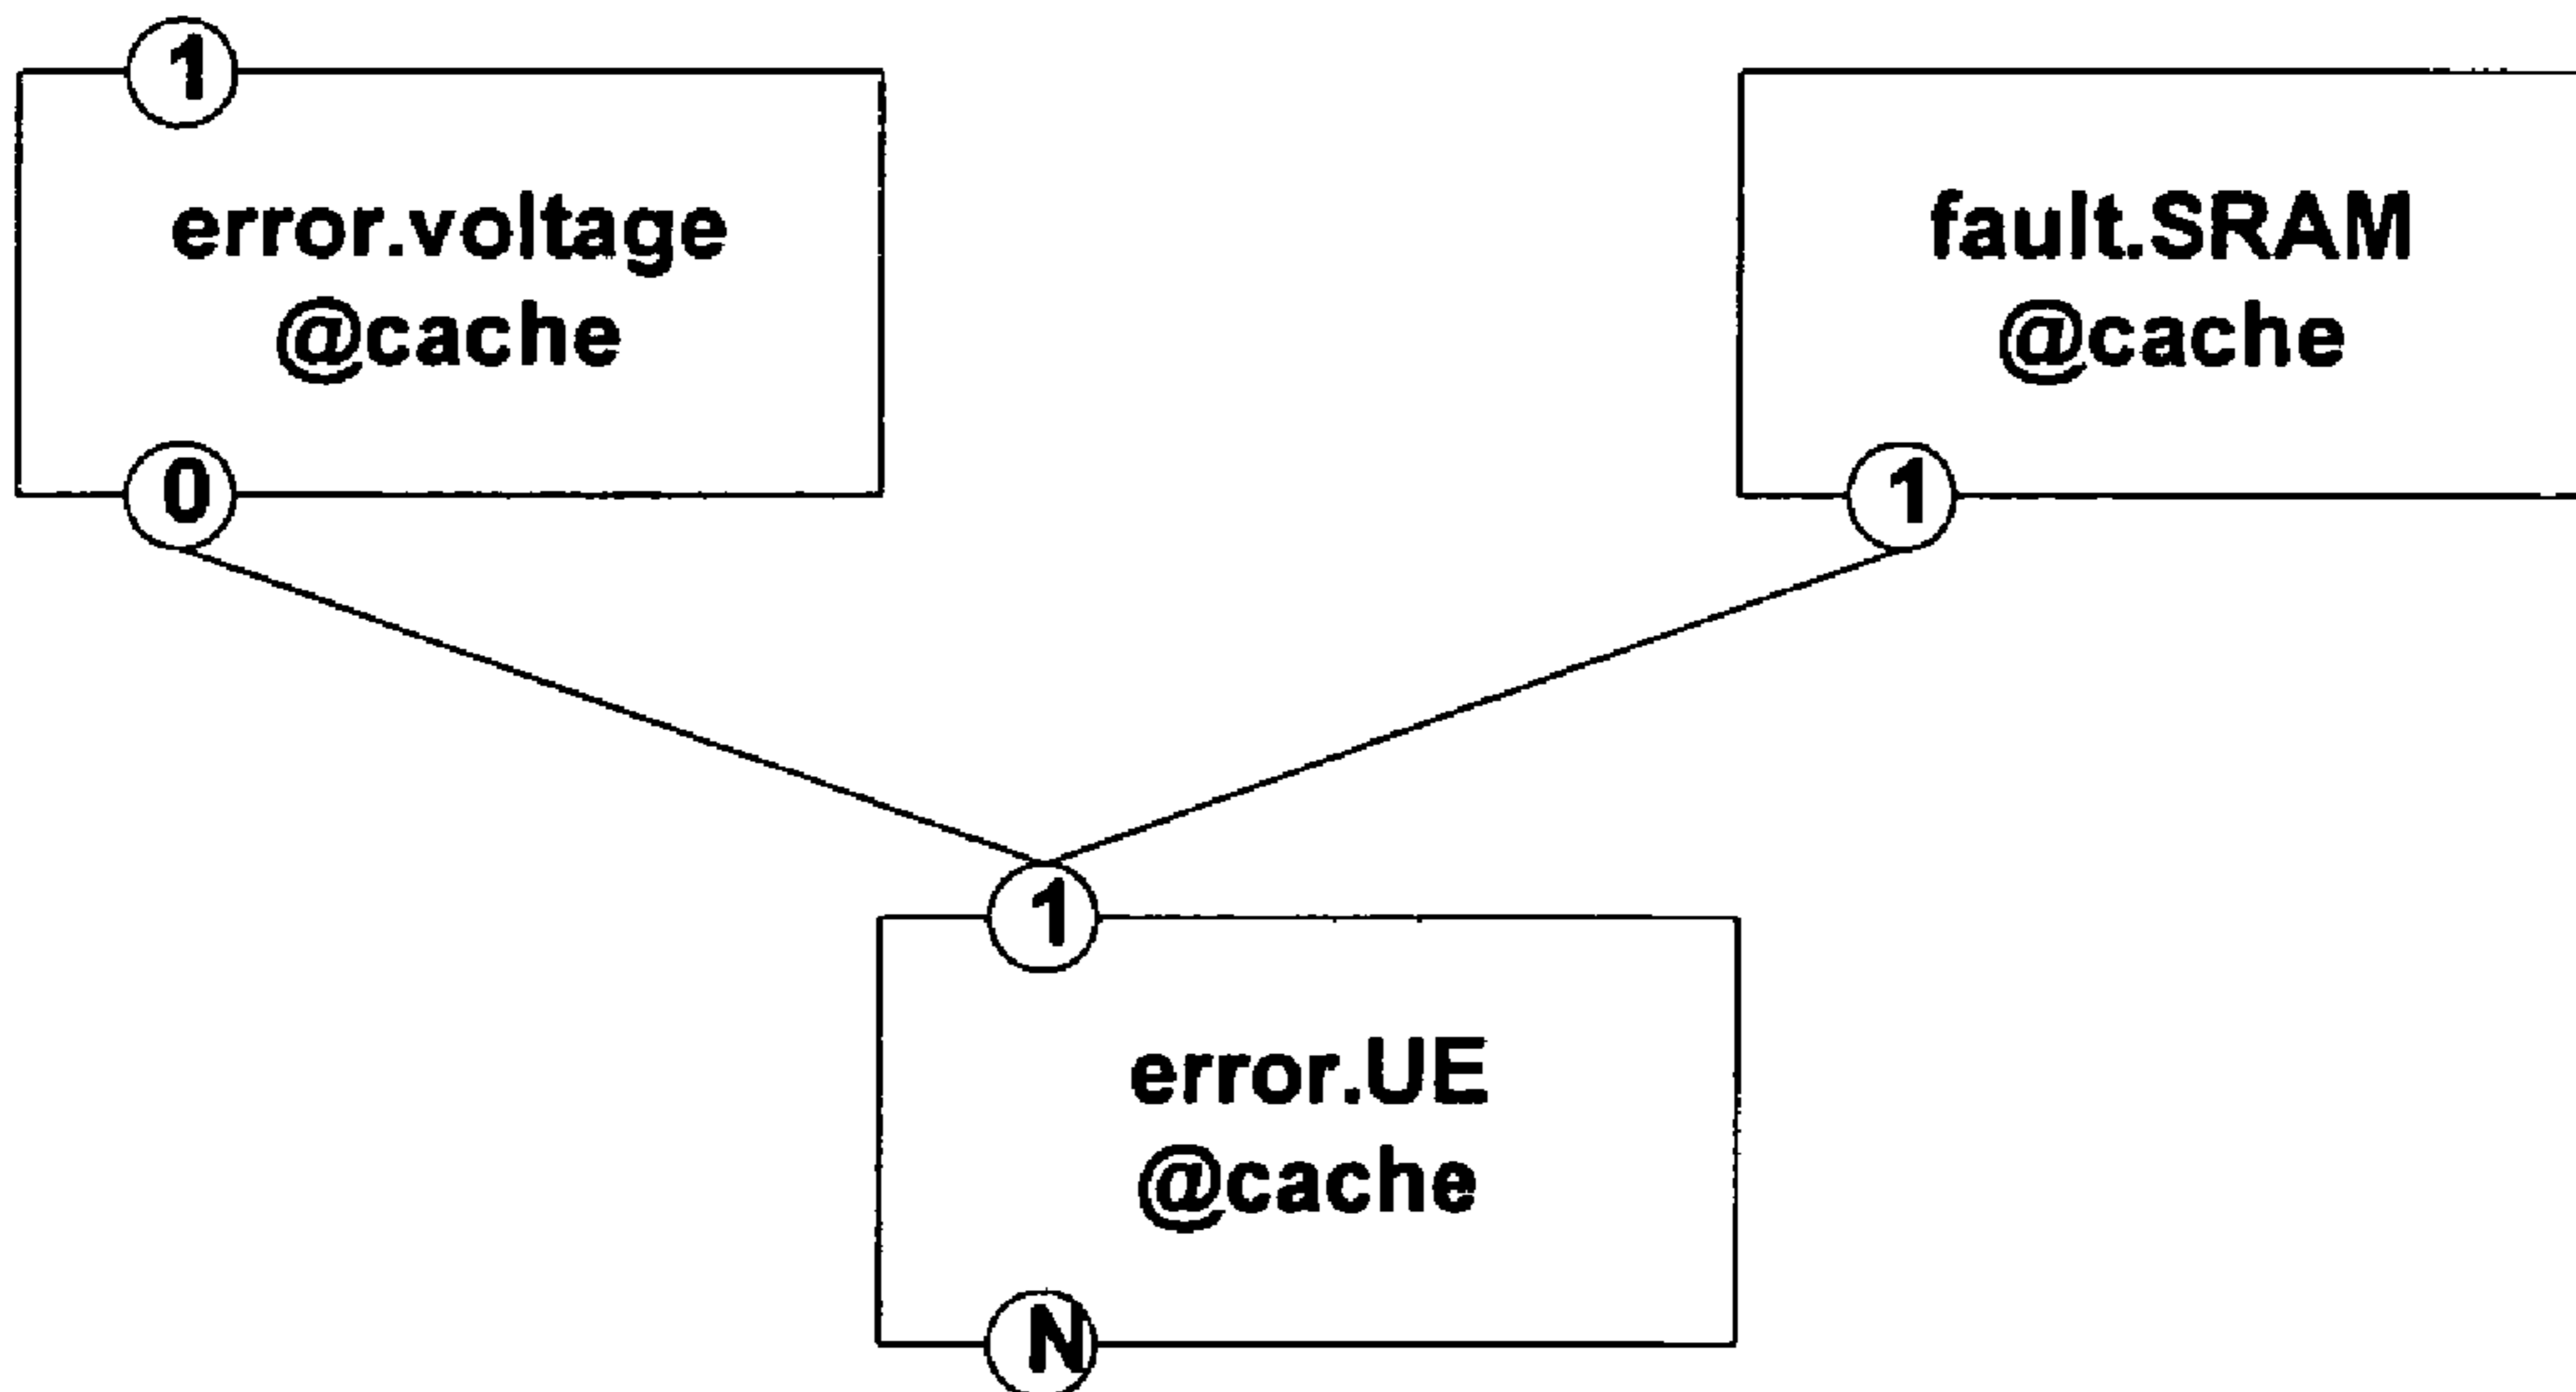 1
error.voltage
@cache
0
fault.SRAM
@cache
1
1
error.UE
@cache
N